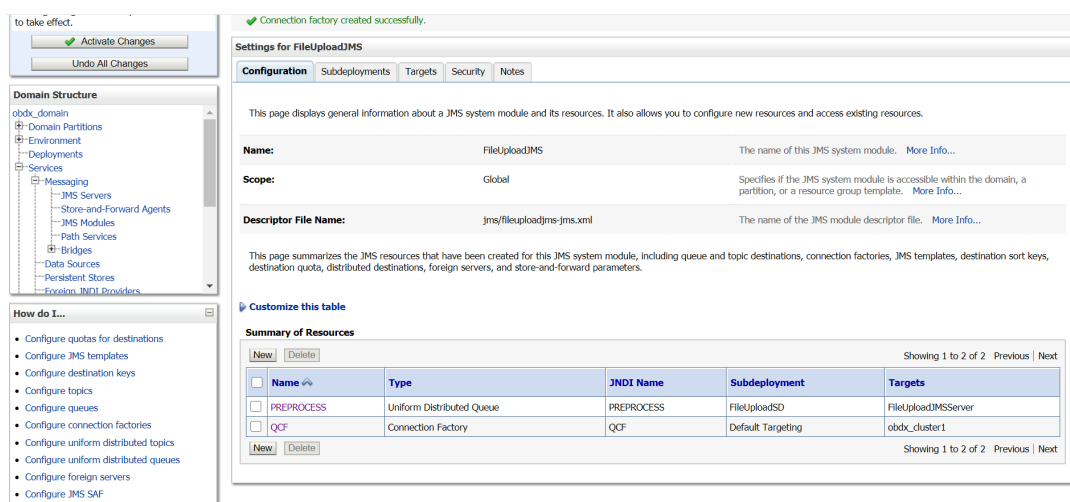 to take effect.
Activate Changes
Undo All Changes
Domain Structure
obdx_domain
Domain Partitions
Environment
Deployments
Services
Messaging
JMS Servers
Store-and-Forward Agents
JMS Modules
Path Services
Bridges
Data Sources
Persistent Stores
Foreign JNDI Providers
How do I...
Configure quotas for destinations
Configure JMS templates
Configure destination keys
Configure topics
Configure queues
Configure connection factories
Configure uniform distributed topics
Configure uniform distributed queues
Configure foreign servers
Configure JMS SAF
Connection factory created successfully.
Settings for FileUploadJMS
Configuration Subdeployments Targets Security Notes
This page displays general information about a JMS system module and its resources. It also allows you to configure new resources and access existing resources.
Name: FileUploadJMS The name of this JMS system module. More Info...
Scope: Global Specifies if the JMS system module is accessible within the domain, a
partition, or a resource group template. More Info...
Descriptor File Name: jms/fileuploadjms-jms.xml The name of the JMS module descriptor file. More Info...
This page summarizes the JMS resources that have been created for this JMS system module, including queue and topic destinations, connection factories, JMS templates, destination sort keys,
destination quota, distributed destinations, foreign servers, and store-and-forward parameters.
Customize this table
Summary of Resources
New Delete Showing 1 to 2 of 2 Previous | Next
Name Type JNDI Name Subdeployment Targets
PREPROCESS Uniform Distributed Queue PREPROCESS FileUploadSD FileUploadJMSServer
QCF Connection Factory QCF Default Targeting obdx_cluster1
New Delete Showing 1 to 2 of 2 Previous | Next